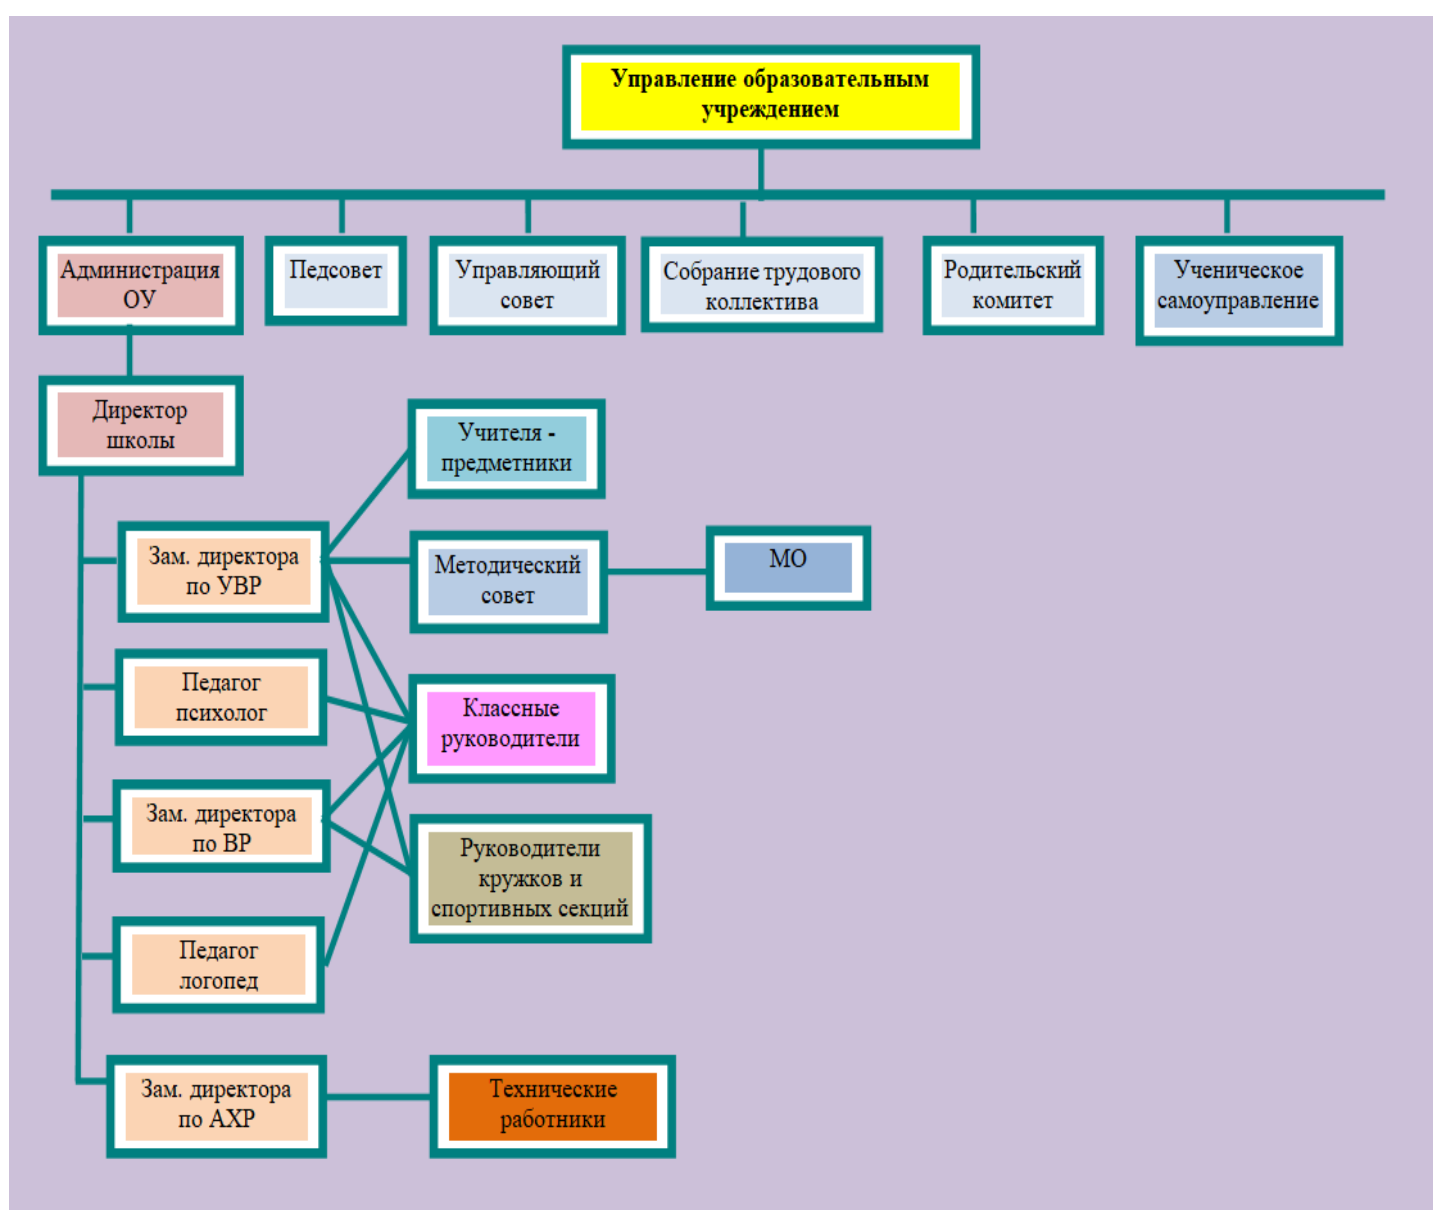 Управление образовательным
учреждением
Администрация
ОУ
Педсовет
Управляющий
совет
Собрание трудового
коллектива
Родительский
комитет
Ученическое
самоуправление
Директор
школы
Учителя -
предметники
Зам. директора
по УВР
Методический
совет
МО
Педагог
психолог
Классные
руководители
Зам. директора
по ВР
Руководители
кружков и
спортивных секций
Педагог
логопед
Зам. директора
по АХР
Технические
работники